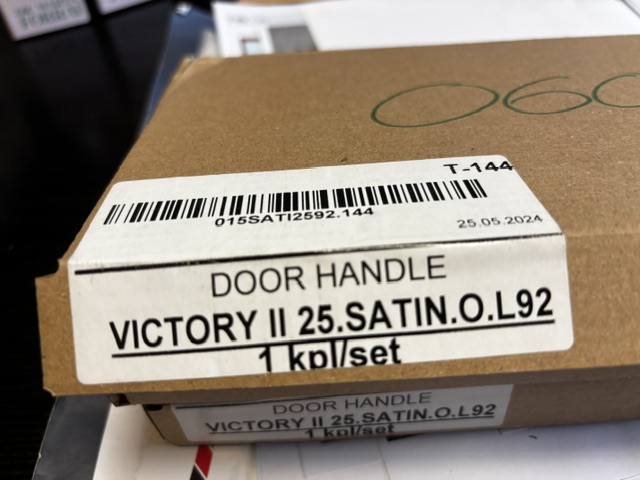 060
T-144
015SATI2592.144
25.05.2024
DOOR HANDLE
VICTORY II 25.SATIN.O.L92
1 kpl/set
DOOR HANDLE
VICTORY II 25.SATIN.O.L92
1 kpl/set